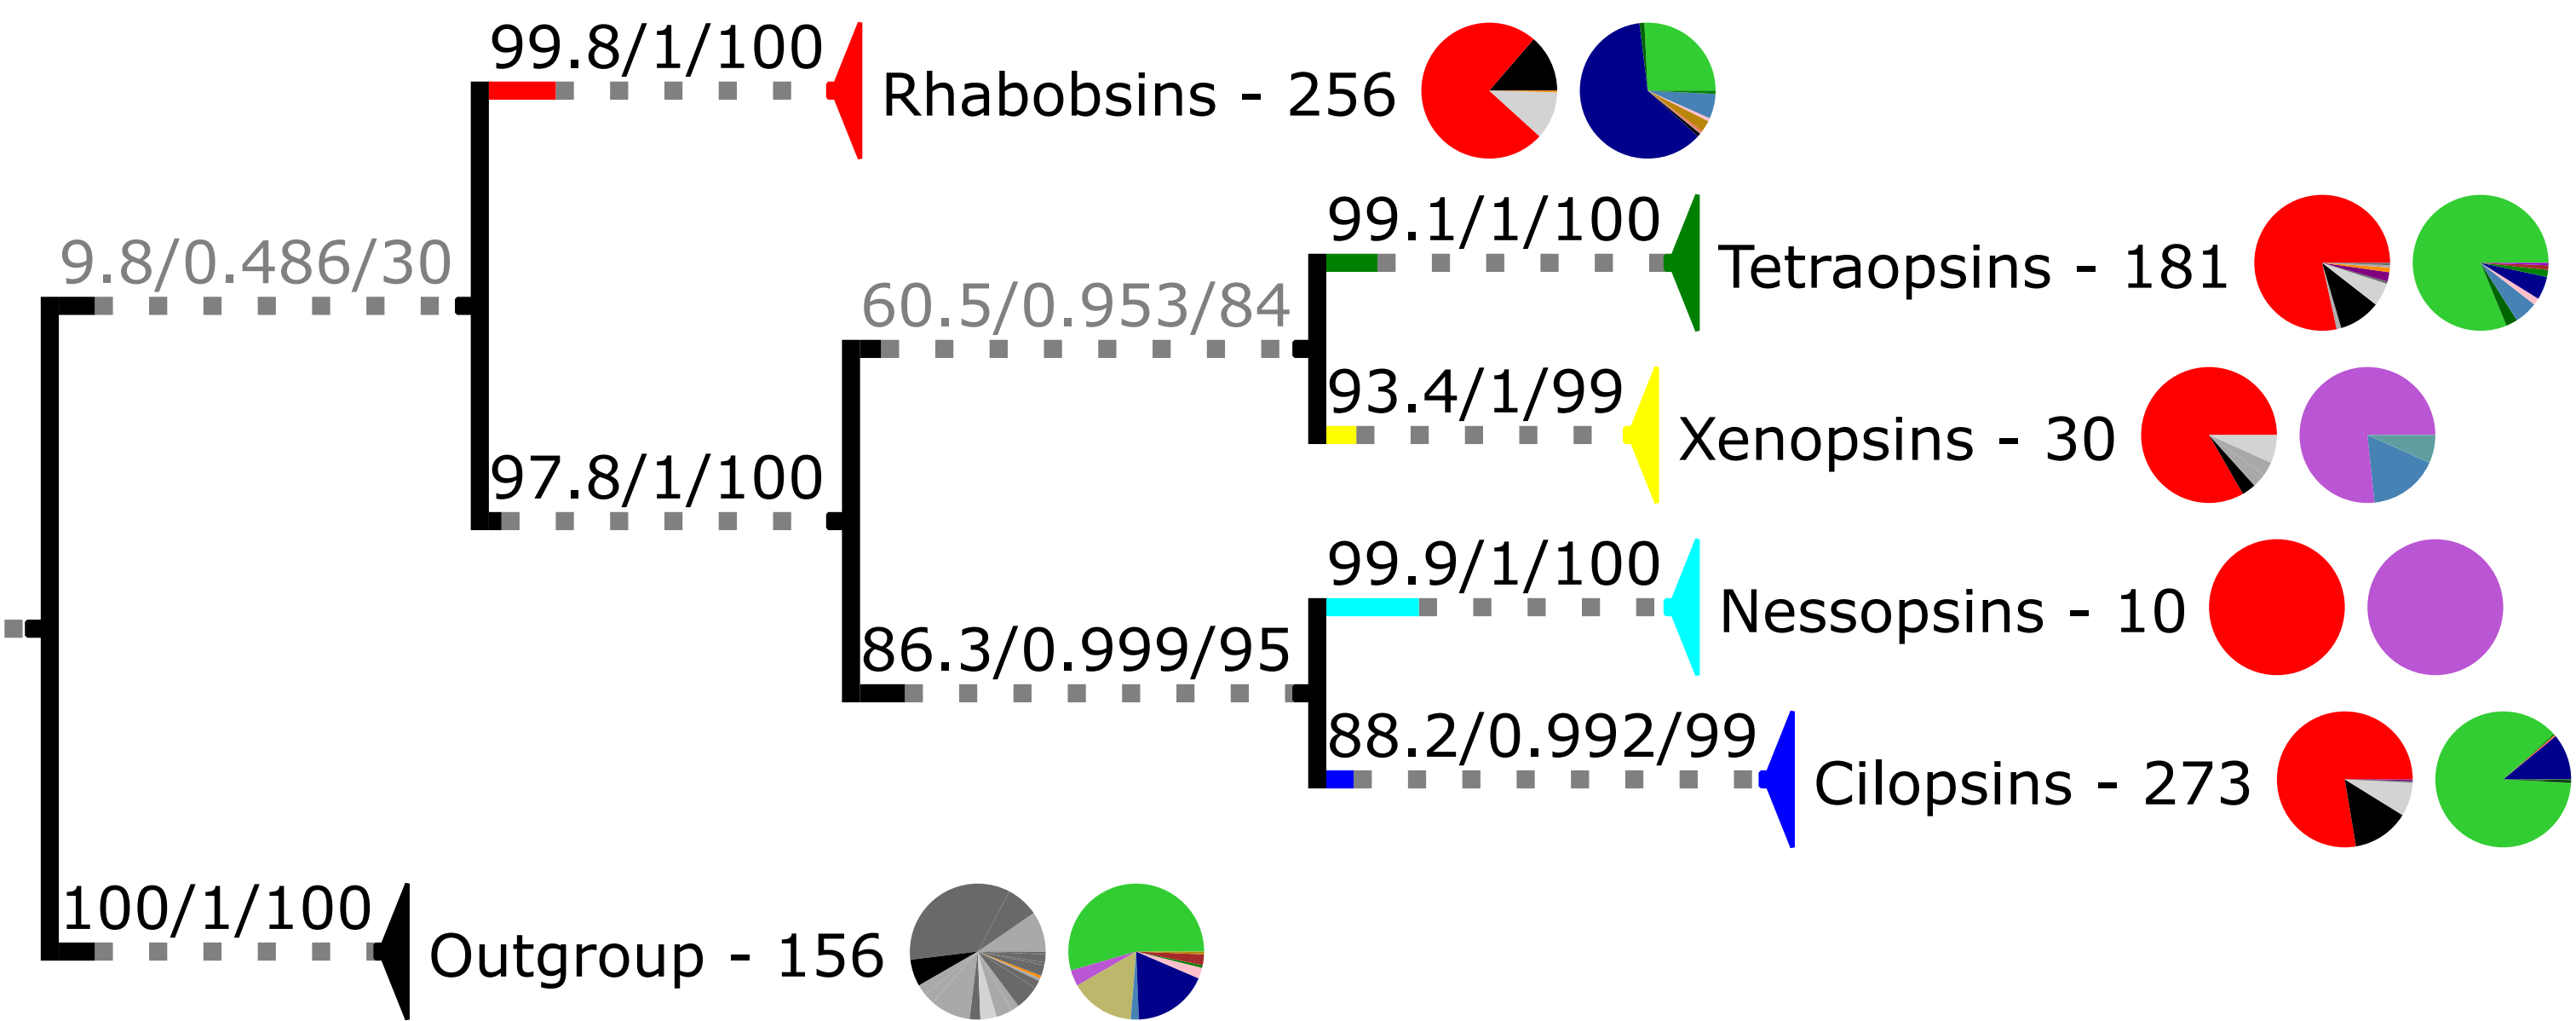 99.8/1/100
Rhabobsins - 256
99.1/1/100
Tetraopsins - 181
9.8/0.486/30
60.5/0.953/84
93.4/1/99
Xenopsins - 30
97.8/1/100
99.9/1/100
Nessopsins - 10
86.3/0.999/95
88.2/0.992/99
Cilopsins - 273
100/1/100
Outgroup - 156